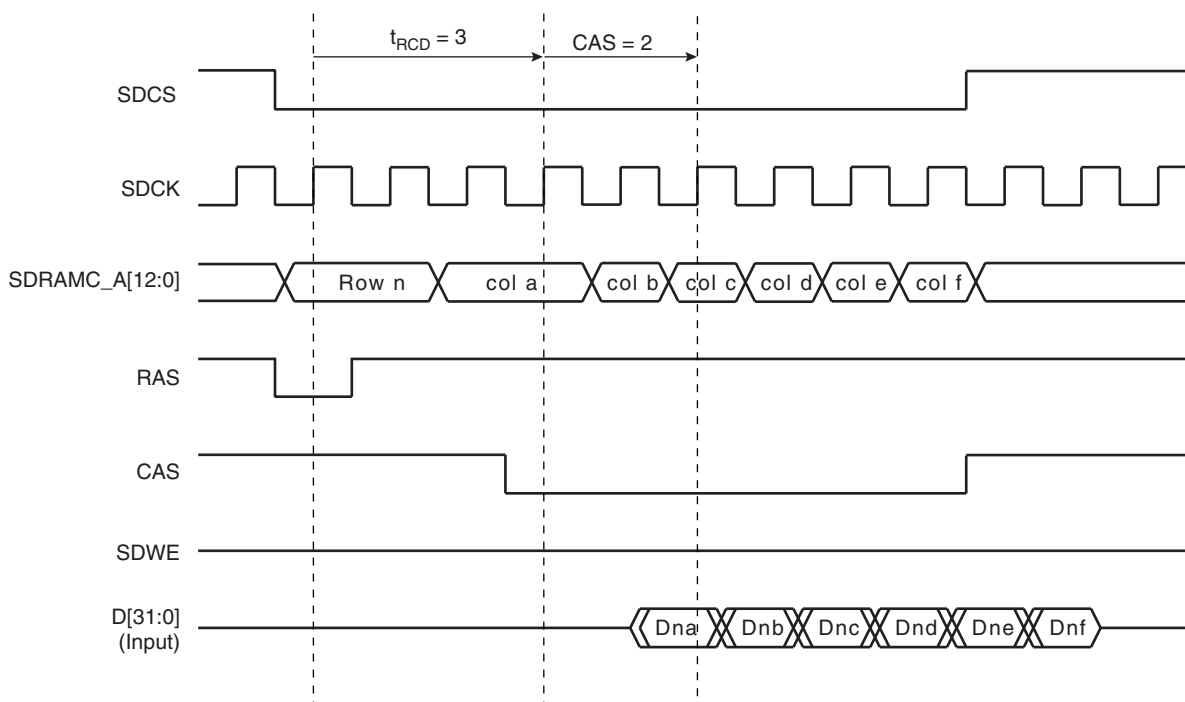 tRCD = 3
CAS = 2
SDCS
SDCK
SDRAMC_A[12:0]
Row n
col a
col b
col c
col d
col e
col f
RAS
CAS
SDWE
D[31:0]
(Input)
Dna
Dnb
Dnc
Dnd
Dne
Dnf